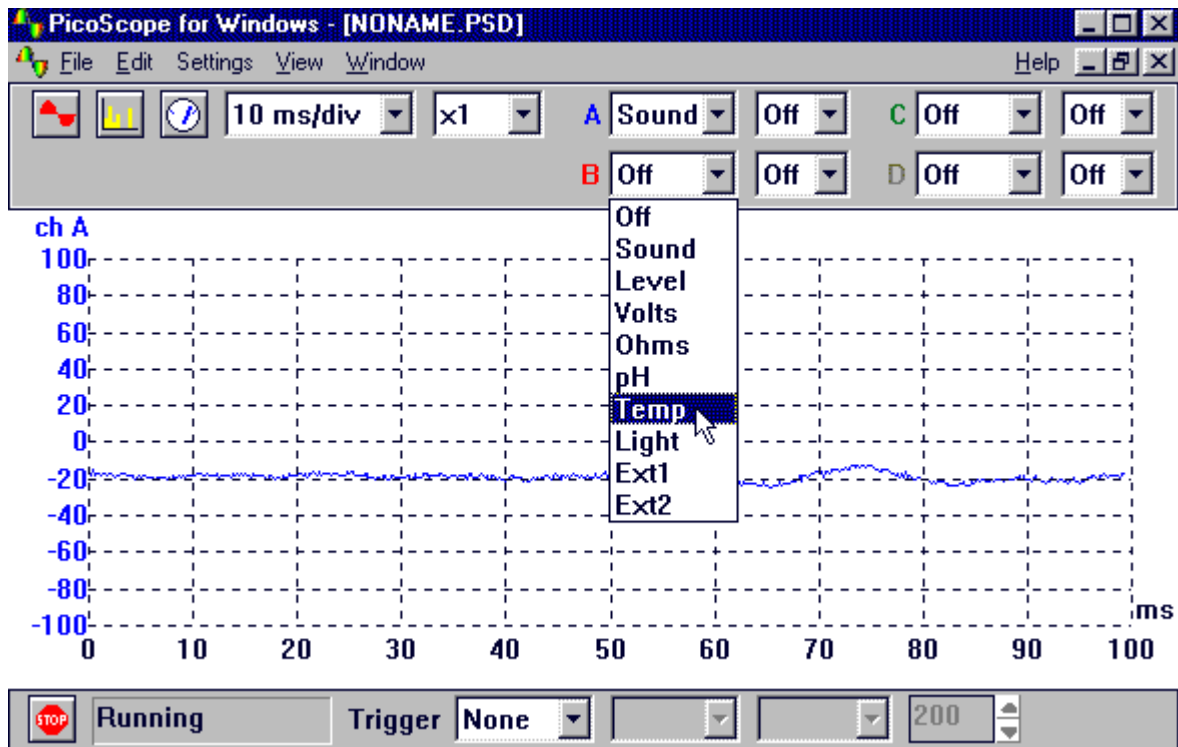 PicoScope for Windows - [NONAME.PSD]
File Edit Settings View Window Help
10 ms/div x1 A Sound Off C Off Off
B Off Off D Off Off
Off
Sound
Level
Volts
Ohms
pH
Temp
Light
Ext1
Ext2
ch A
100
80
60
40
20
0
-20
-40
-60
-80
-100
ms
0 10 20 30 40 50 60 70 80 90 100
STOP Running Trigger None 200